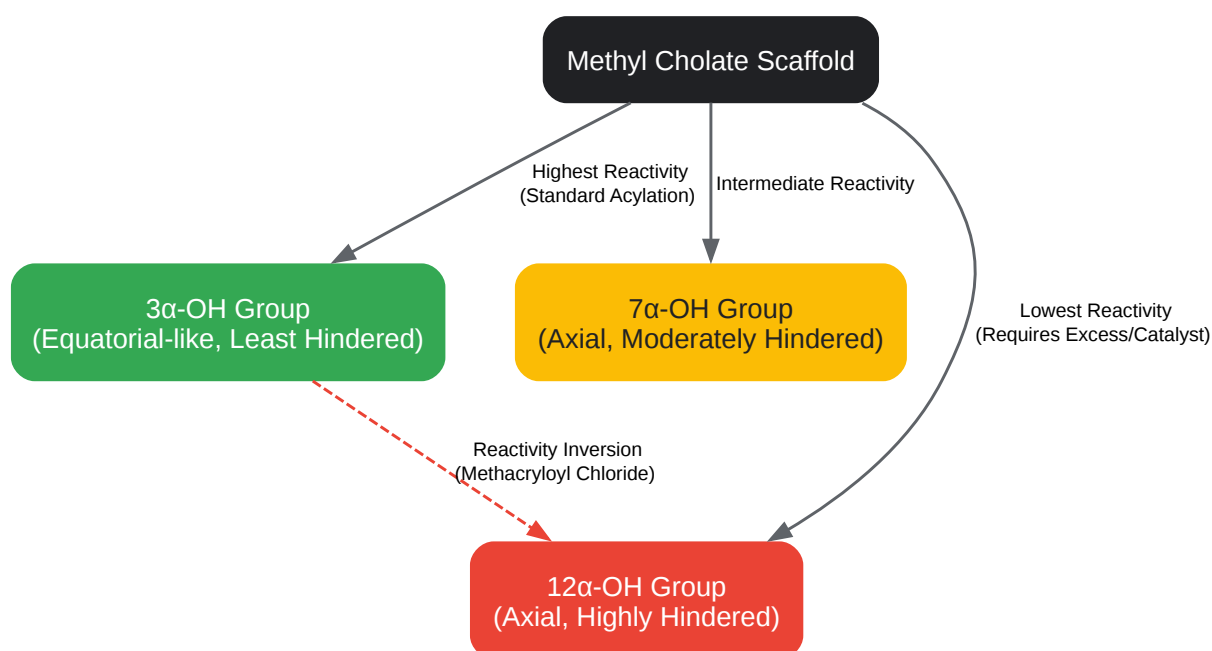 Methyl Cholate Scaffold
Highest Reactivity
(Standard Acylation)
Intermediate Reactivity
3α-OH Group
(Equatorial-like, Least Hindered)
7α-OH Group
(Axial, Moderately Hindered)
Lowest Reactivity
(Requires Excess/Catalyst)
Reactivity Inversion
(Methacryloyl Chloride)
12α-OH Group
(Axial, Highly Hindered)